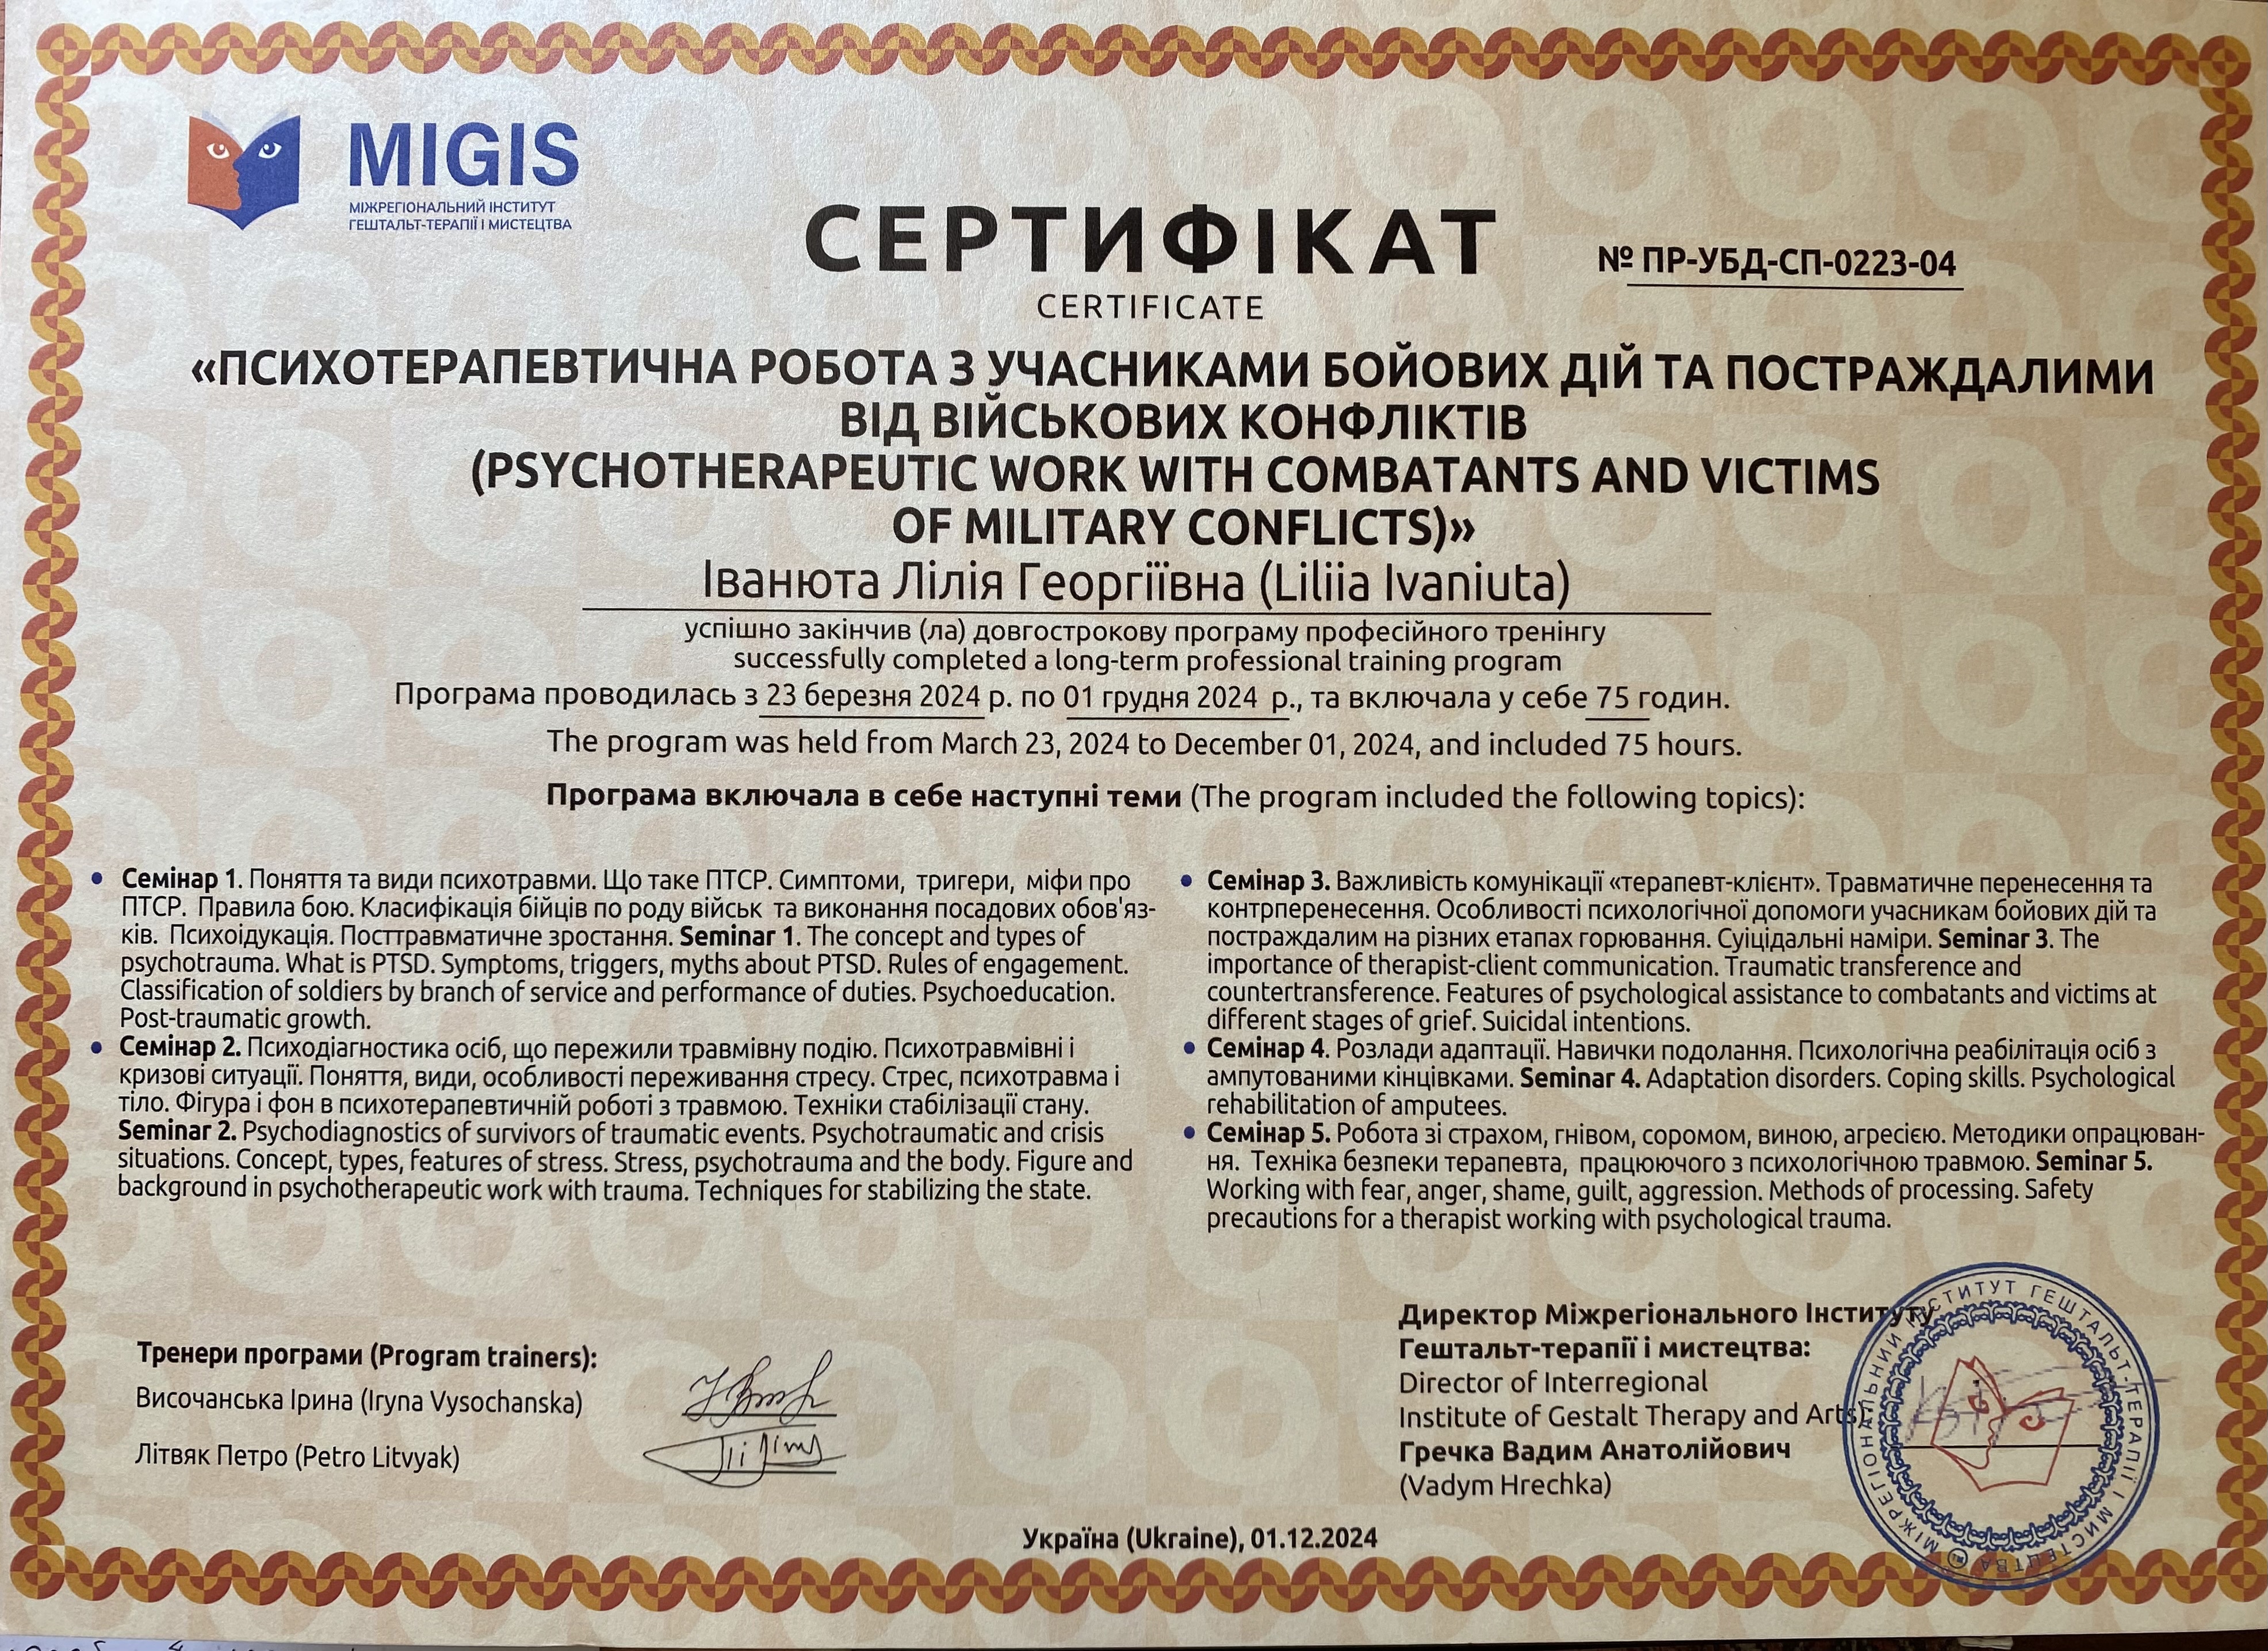 MIGIS
МІЖРЕГІОНАЛЬНИЙ ІНСТИТУТ
ГЕШТАЛЬТ-ТЕРАПІЇ І МИСТЕЦТВА
СЕРТИФІКАТ
№ ПР-УБД-СП-0223-04
CERTIFICATE
«ПСИХОТЕРАПЕВТИЧНА РОБОТА З УЧАСНИКАМИ БОЙОВИХ ДІЙ ТА ПОСТРАЖДАЛИМИ
ВІД ВІЙСЬКОВИХ КОНФЛІКТІВ
(PSYCHOTHERAPEUTIC WORK WITH COMBATANTS AND VICTIMS
OF MILITARY CONFLICTS)»
Іванюта Лілія Георгіївна (Liliia Ivaniuta)
успішно закінчив (ла) довгострокову програму професійного тренінгу
successfully completed a long-term professional training program
Програма проводилась з 23 березня 2024 р. по 01 грудня 2024 р., та включала у себе 75 годин.
The program was held from March 23, 2024 to December 01, 2024, and included 75 hours.
Програма включала в себе наступні теми (The program included the following topics):
• Семінар 1. Поняття та види психотравми. Що таке ПТСР. Симптоми, тригери, міфи про
ПТСР. Правила бою. Класифікація бійців по роду військ та виконання посадових обов'яз-
ків. Психоідукація. Посттравматичне зростання. Seminar 1. The concept and types of
psychotrauma. What is PTSD. Symptoms, triggers, myths about PTSD. Rules of engagement.
Classification of soldiers by branch of service and performance of duties. Psychoeducation.
Post-traumatic growth.
• Семінар 2. Психодіагностика осіб, що пережили травмівну подію. Психотравмівні і
кризові ситуації. Поняття, види, особливості переживання стресу. Стрес, психотравма і
тіло. Фігура і фон в психотерапевтичній роботі з травмою. Техніки стабілізації стану.
Seminar 2. Psychodiagnostics of survivors of traumatic events. Psychotraumatic and crisis
situations. Concept, types, features of stress. Stress, psychotrauma and the body. Figure and
background in psychotherapeutic work with trauma. Techniques for stabilizing the state.
• Семінар 3. Важливість комунікації «терапевт-клієнт». Травматичне перенесення та
контрперенесення. Особливості психологічної допомоги учасникам бойових дій та
постраждалим на різних етапах горювання. Суїцідальні наміри. Seminar 3. The
importance of therapist-client communication. Traumatic transference and
countertransference. Features of psychological assistance to combatants and victims at
different stages of grief. Suicidal intentions.
• Семінар 4. Розлади адаптації. Навички подолання. Психологічна реабілітація осіб з
ампутованими кінцівками. Seminar 4. Adaptation disorders. Coping skills. Psychological
rehabilitation of amputees.
• Семінар 5. Робота зі страхом, гнівом, соромом, виною, агресією. Методики опрацюван-
ня. Техніка безпеки терапевта, працюючого з психологічною травмою. Seminar 5.
Working with fear, anger, shame, guilt, aggression. Methods of processing. Safety
precautions for a therapist working with psychological trauma.
Тренери програми (Program trainers):
Височанська Ірина (Iryna Vysochanska)
Літвяк Петро (Petro Litvyak)
Директор Міжрегіонального Інституту
Гештальт-терапії і мистецтва:
Director of Interregional
Institute of Gestalt Therapy and Arts):
Гречка Вадим Анатолійович
(Vadym Hrechka)
МІЖРЕГІОНАЛЬНИЙ ІНСТИТУТ ГЕШТАЛЬТ-ТЕРАПІЇ І МИСТЕЦТВА
Україна (Ukraine), 01.12.2024